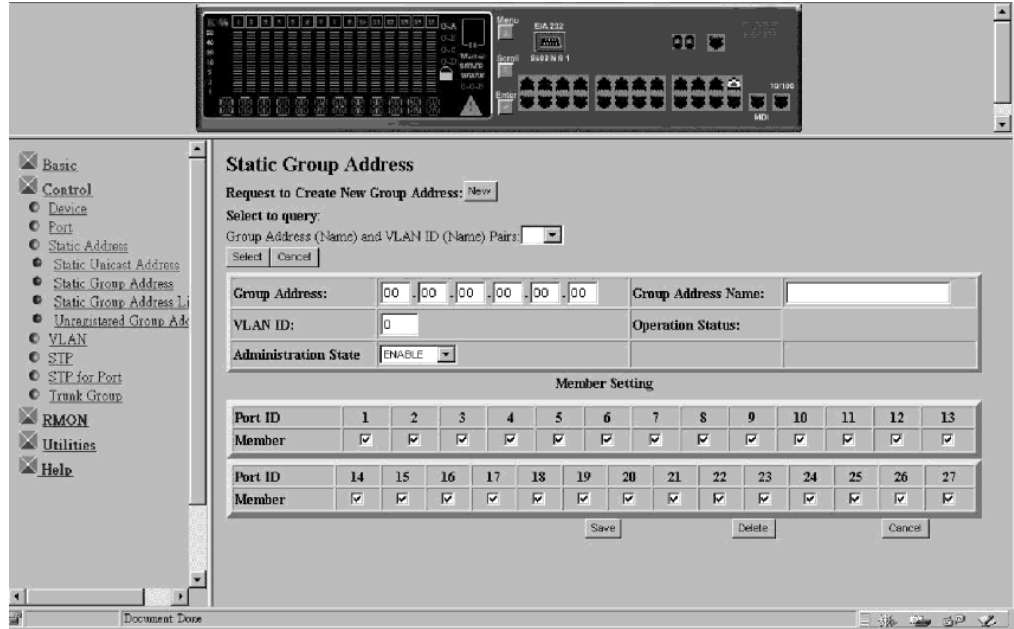 Menu
EIA 232
Scroll
Enter
10/100
MDI
Basic
Control
Device
Port
Static Address
Static Unicast Address
Static Group Address
Static Group Address Li
Unregistered Group Add
VLAN
STP
STP for Port
Trunk Group
RMON
Utilities
Help
Static Group Address
Request to Create New Group Address: New
Select to query:
Group Address (Name) and VLAN ID (Name) Pairs:
Select Cancel
Group Address: 00 . 00 . 00 . 00 . 00 . 00 Group Address Name:
VLAN ID: 0 Operation Status:
Administration State ENABLE
Member Setting
Port ID 1 2 3 4 5 6 7 8 9 10 11 12 13
Member
Port ID 14 15 16 17 18 19 20 21 22 23 24 25 26 27
Member
Save Delete Cancel
Document Done